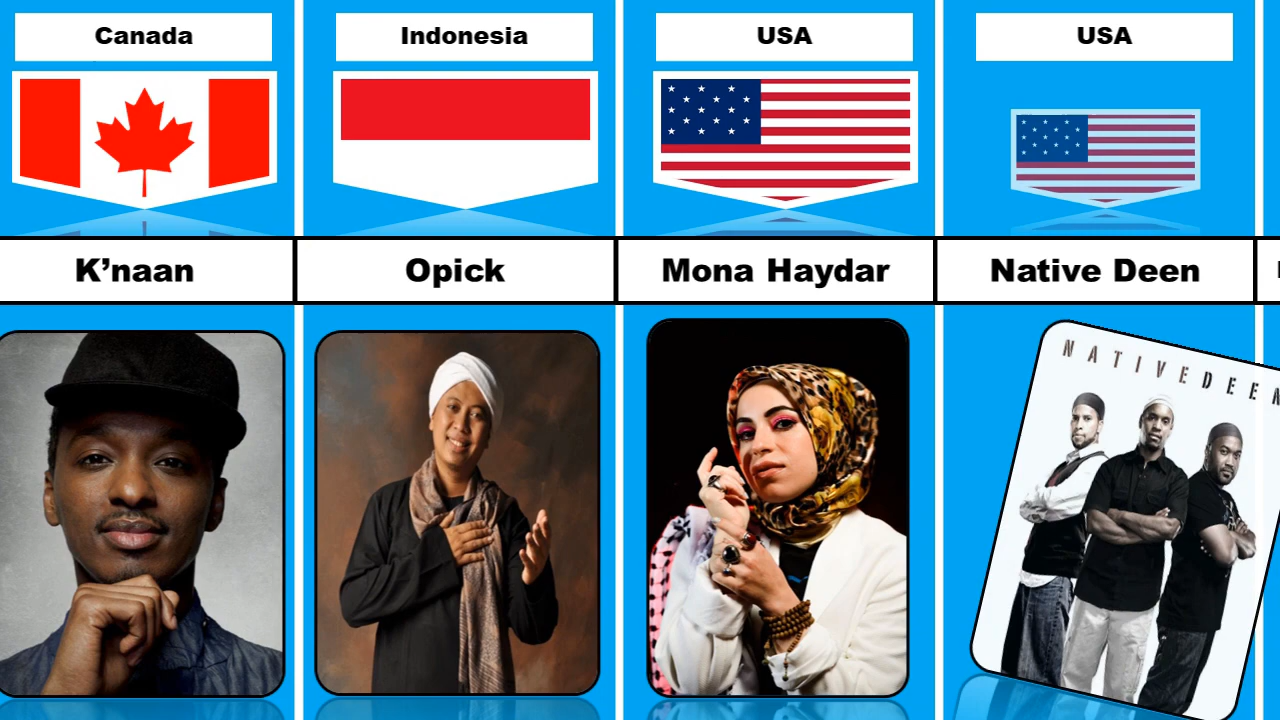 Canada
Indonesia
USA
USA
K’naan
Opick
Mona Haydar
Native Deen
NATIVEDEEN